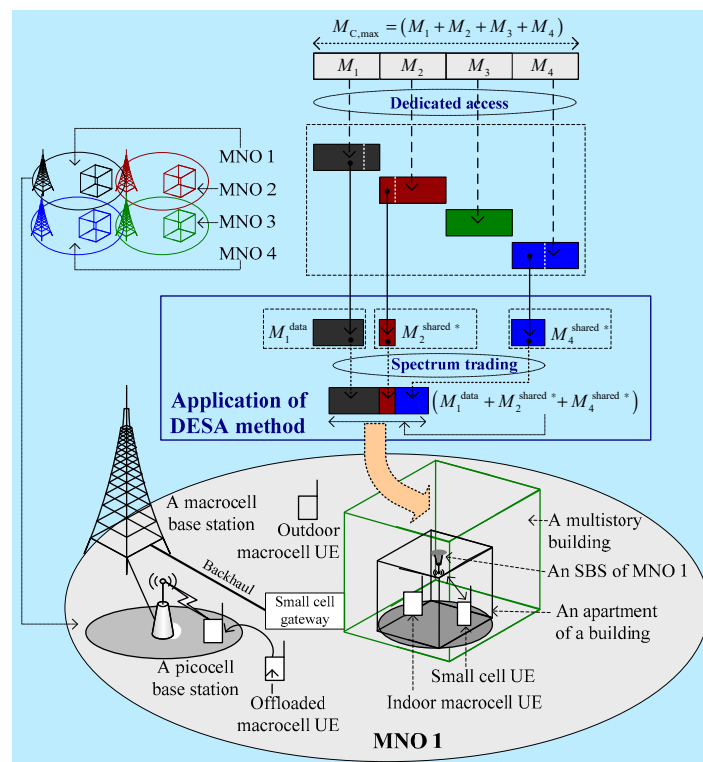 M_C,max = (M_1 + M_2 + M_3 + M_4)
M_1 M_2 M_3 M_4
Dedicated access
MNO 1
MNO 2
MNO 3
MNO 4
M_1^data M_2^shared * M_4^shared *
Spectrum trading
Application of
DESA method
(M_1^data + M_2^shared * + M_4^shared *)
A macrocell
base station
Outdoor
macrocell UE
A multistory
building
An SBS of MNO 1
Backhaul
Small cell
gateway
An apartment
of a building
A picocell
base station
Offloaded
macrocell UE
Small cell UE
Indoor macrocell UE
MNO 1